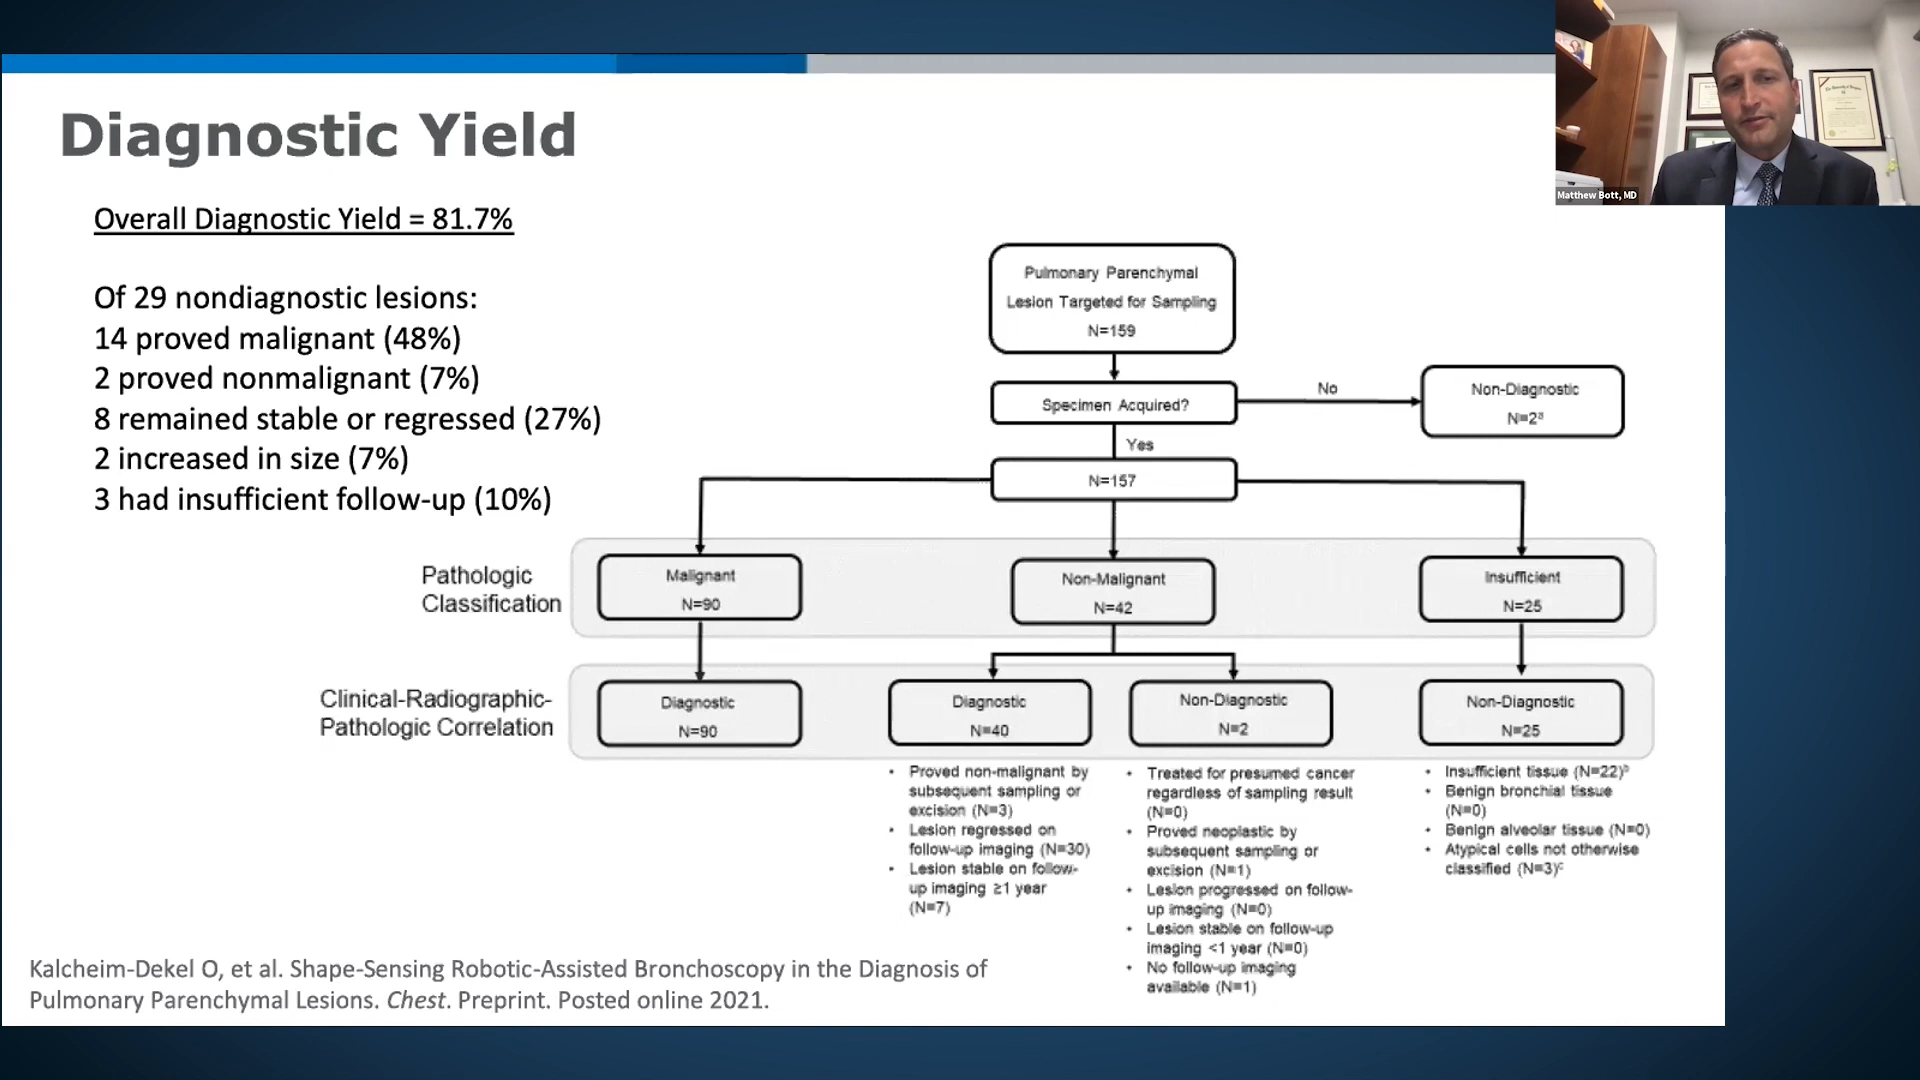 Diagnostic Yield
Overall Diagnostic Yield = 81.7%
Of 29 nondiagnostic lesions:
14 proved malignant (48%)
2 proved nonmalignant (7%)
8 remained stable or regressed (27%)
2 increased in size (7%)
3 had insufficient follow-up (10%)
Matthew Bott, MD
Pulmonary Parenchymal
Lesion Targeted for Sampling
N=159
Specimen Acquired?
No
Non-Diagnostic
N=2ª
Yes
N=157
Pathologic
Classification
Malignant
N=90
Non-Malignant
N=42
Insufficient
N=25
Clinical-Radiographic-
Pathologic Correlation
Diagnostic
N=90
Diagnostic
N=40
Non-Diagnostic
N=2
Non-Diagnostic
N=25
• Proved non-malignant by
subsequent sampling or
excision (N=3)
• Lesion regressed on
follow-up imaging (N=30)
• Lesion stable on follow-
up imaging ≥1 year
(N=7)
• Treated for presumed cancer
regardless of sampling result
(N=0)
• Proved neoplastic by
subsequent sampling or
excision (N=1)
• Lesion progressed on follow-
up imaging (N=0)
• Lesion stable on follow-up
imaging <1 year (N=0)
• No follow-up imaging
available (N=1)
• Insufficient tissue (N=22)ᵇ
• Benign bronchial tissue
(N=0)
• Benign alveolar tissue (N=0)
• Atypical cells not otherwise
classified (N=3)ᶜ
Kalcheim-Dekel O, et al. Shape-Sensing Robotic-Assisted Bronchoscopy in the Diagnosis of
Pulmonary Parenchymal Lesions. Chest. Preprint. Posted online 2021.